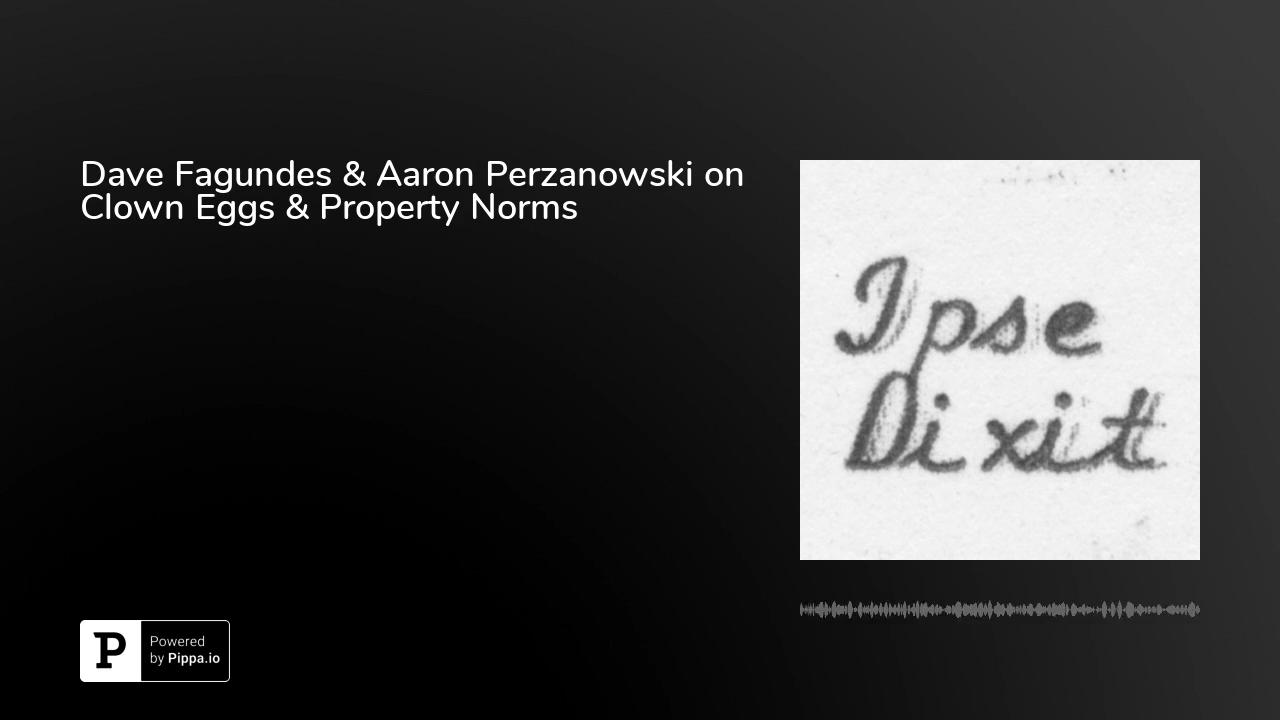 Dave Fagundes & Aaron Perzanowski on
Clown Eggs & Property Norms
Ipse
Dixit
P
Powered
by Pippa.io